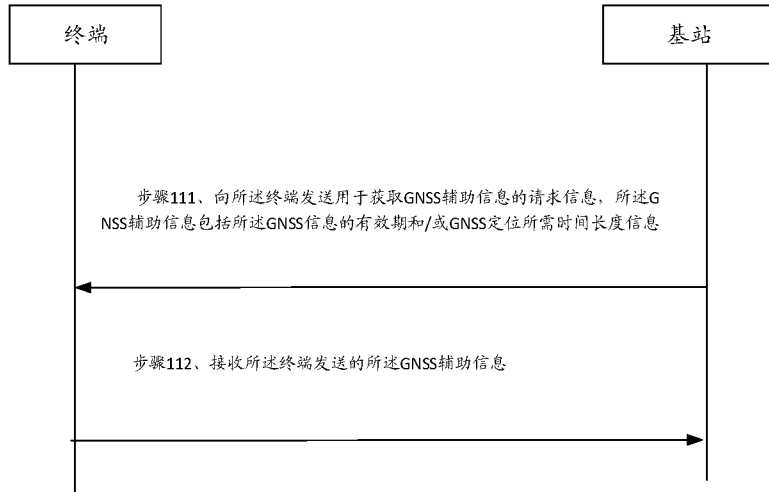 终端
基站
步骤111、向所述终端发送用于获取GNSS辅助信息的请求信息，所述G
NSS辅助信息包括所述GNSS信息的有效期和/或GNSS定位所需时间长度信息
步骤112、接收所述终端发送的所述GNSS辅助信息